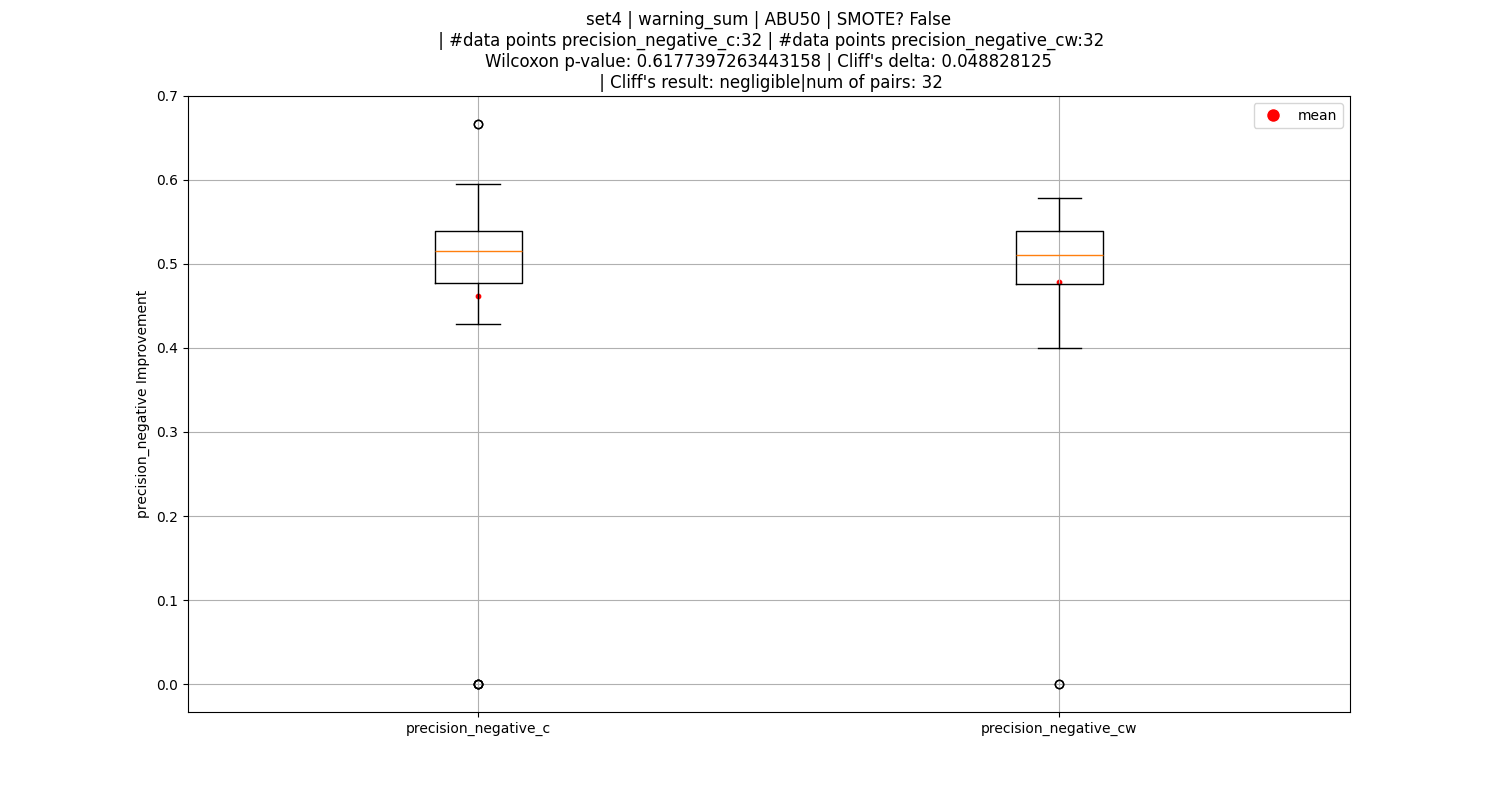 set4 | warning_sum | ABU50 | SMOTE? False
| #data points precision_negative_c:32 | #data points precision_negative_cw:32
Wilcoxon p-value: 0.6177397263443158 | Cliff's delta: 0.048828125
| Cliff's result: negligible|num of pairs: 32
mean
precision_negative Improvement
0.7
0.6
0.5
0.4
0.3
0.2
0.1
0.0
precision_negative_c
precision_negative_cw